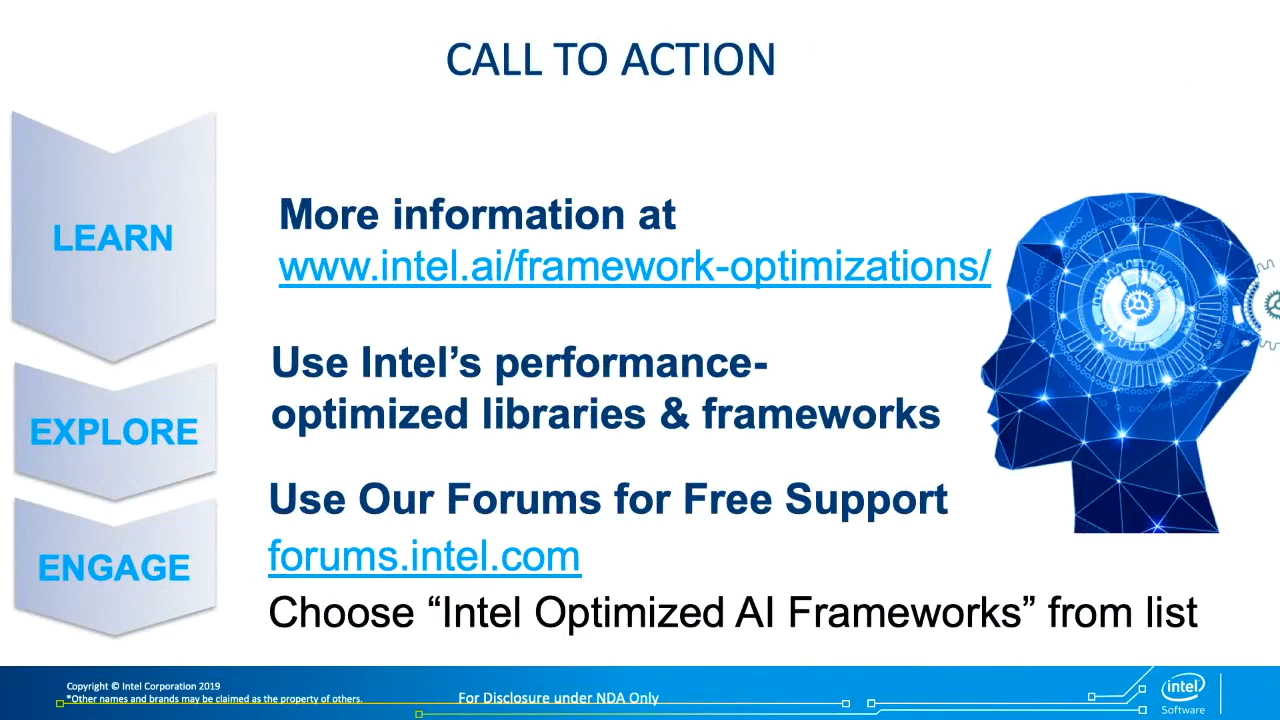 CALL TO ACTION
LEARN
More information at
www.intel.ai/framework-optimizations/
EXPLORE
Use Intel’s performance-
optimized libraries & frameworks
ENGAGE
Use Our Forums for Free Support
forums.intel.com
Choose “Intel Optimized AI Frameworks” from list
Copyright © Intel Corporation 2019
*Other names and brands may be claimed as the property of others.
For Disclosure under NDA Only
intel
Software